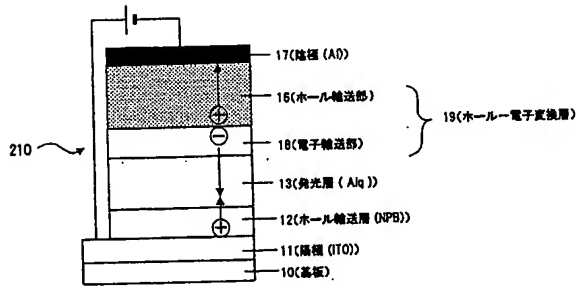 17(陰極(Al))
16(ホール輸送部)
19(ホールー電子変換層)
210
18(電子輸送部)
13(発光層(Alq))
12(ホール輸送層(NPB))
11(陽極(ITO))
10(基板)